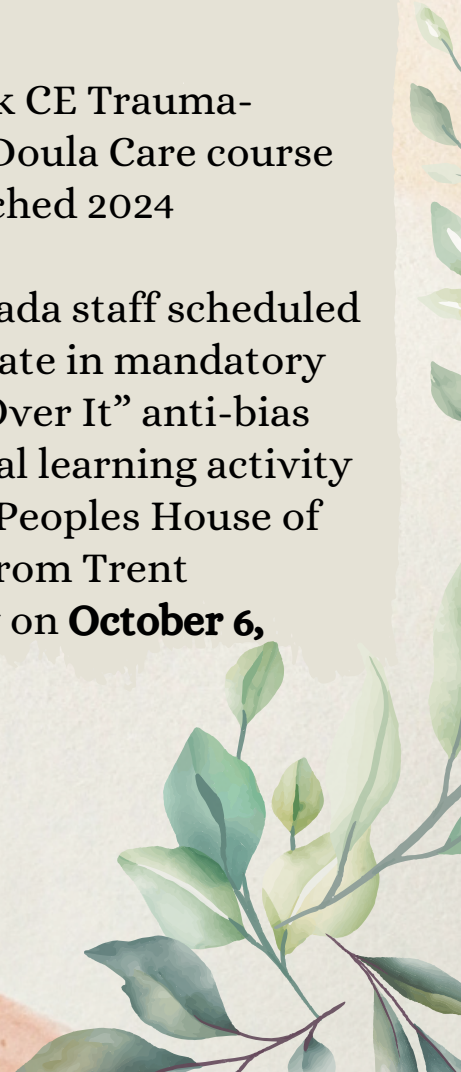 k CE Trauma-
Doula Care course
ched 2024
ada staff scheduled
ate in mandatory
Over It” anti-bias
al learning activity
Peoples House of
rom Trent
on October 6,